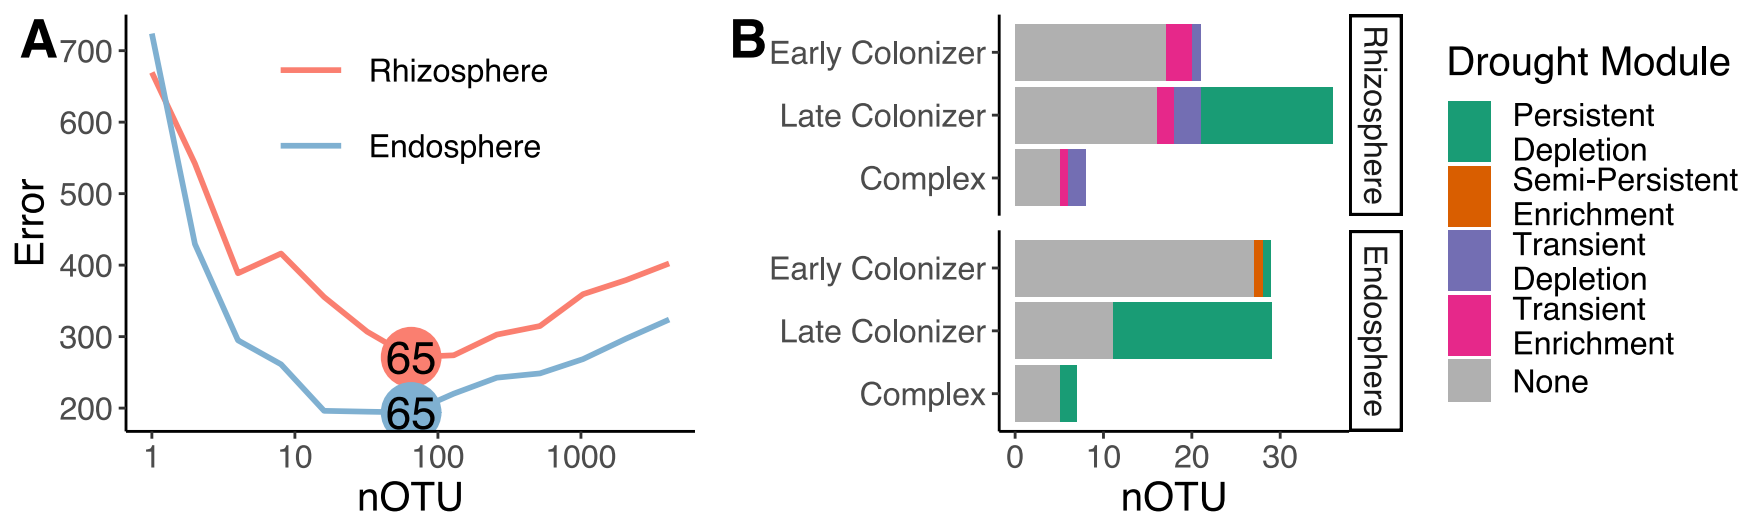 A
700
600
500
400
300
200
Error
Rhizosphere
Endosphere
65
65
1
10
100
1000
nOTU
B
Early Colonizer
Late Colonizer
Complex
Rhizosphere
Early Colonizer
Late Colonizer
Complex
Endosphere
0
10
20
30
nOTU
Drought Module
Persistent
Depletion
Semi-Persistent
Enrichment
Transient
Depletion
Transient
Enrichment
None